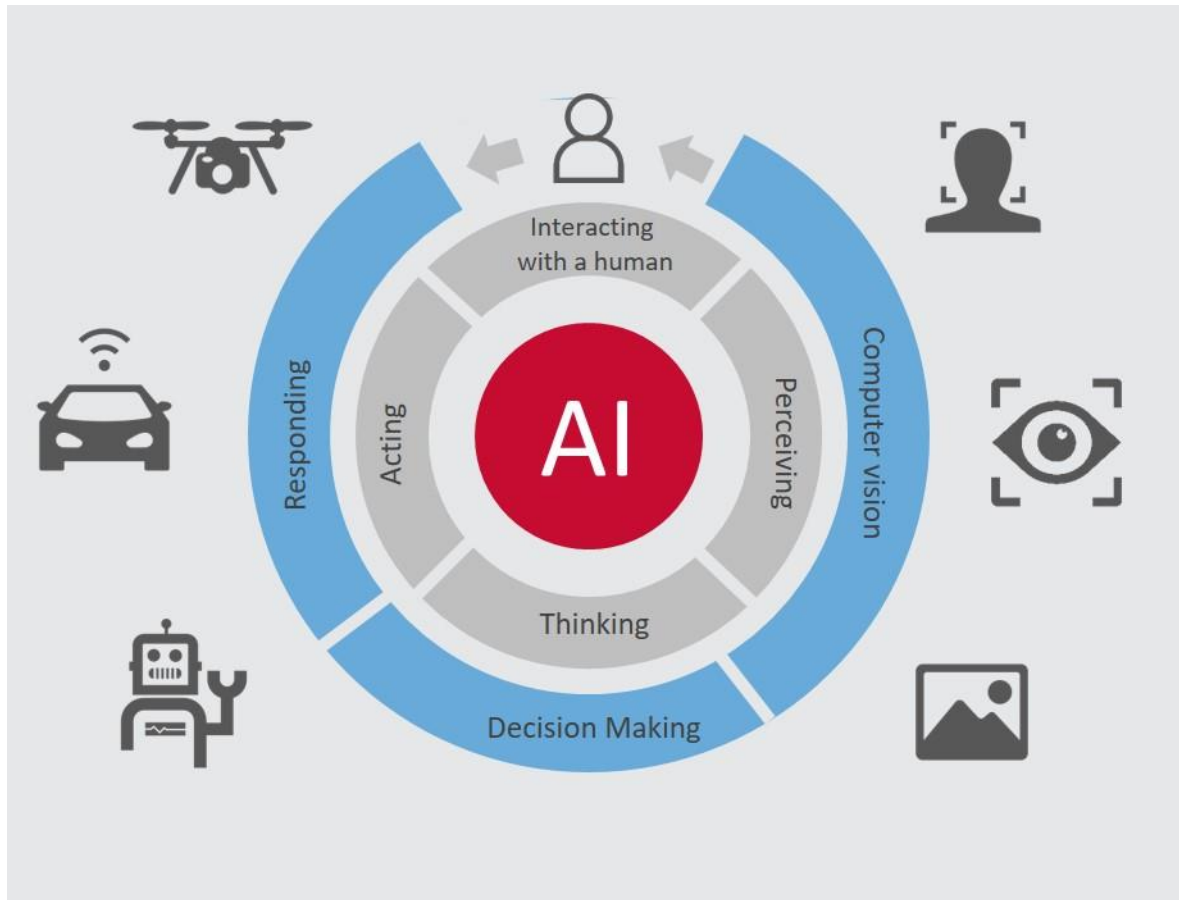 Interacting
with a human
Computer vision
Perceiving
AI
Acting
Responding
Thinking
Decision Making